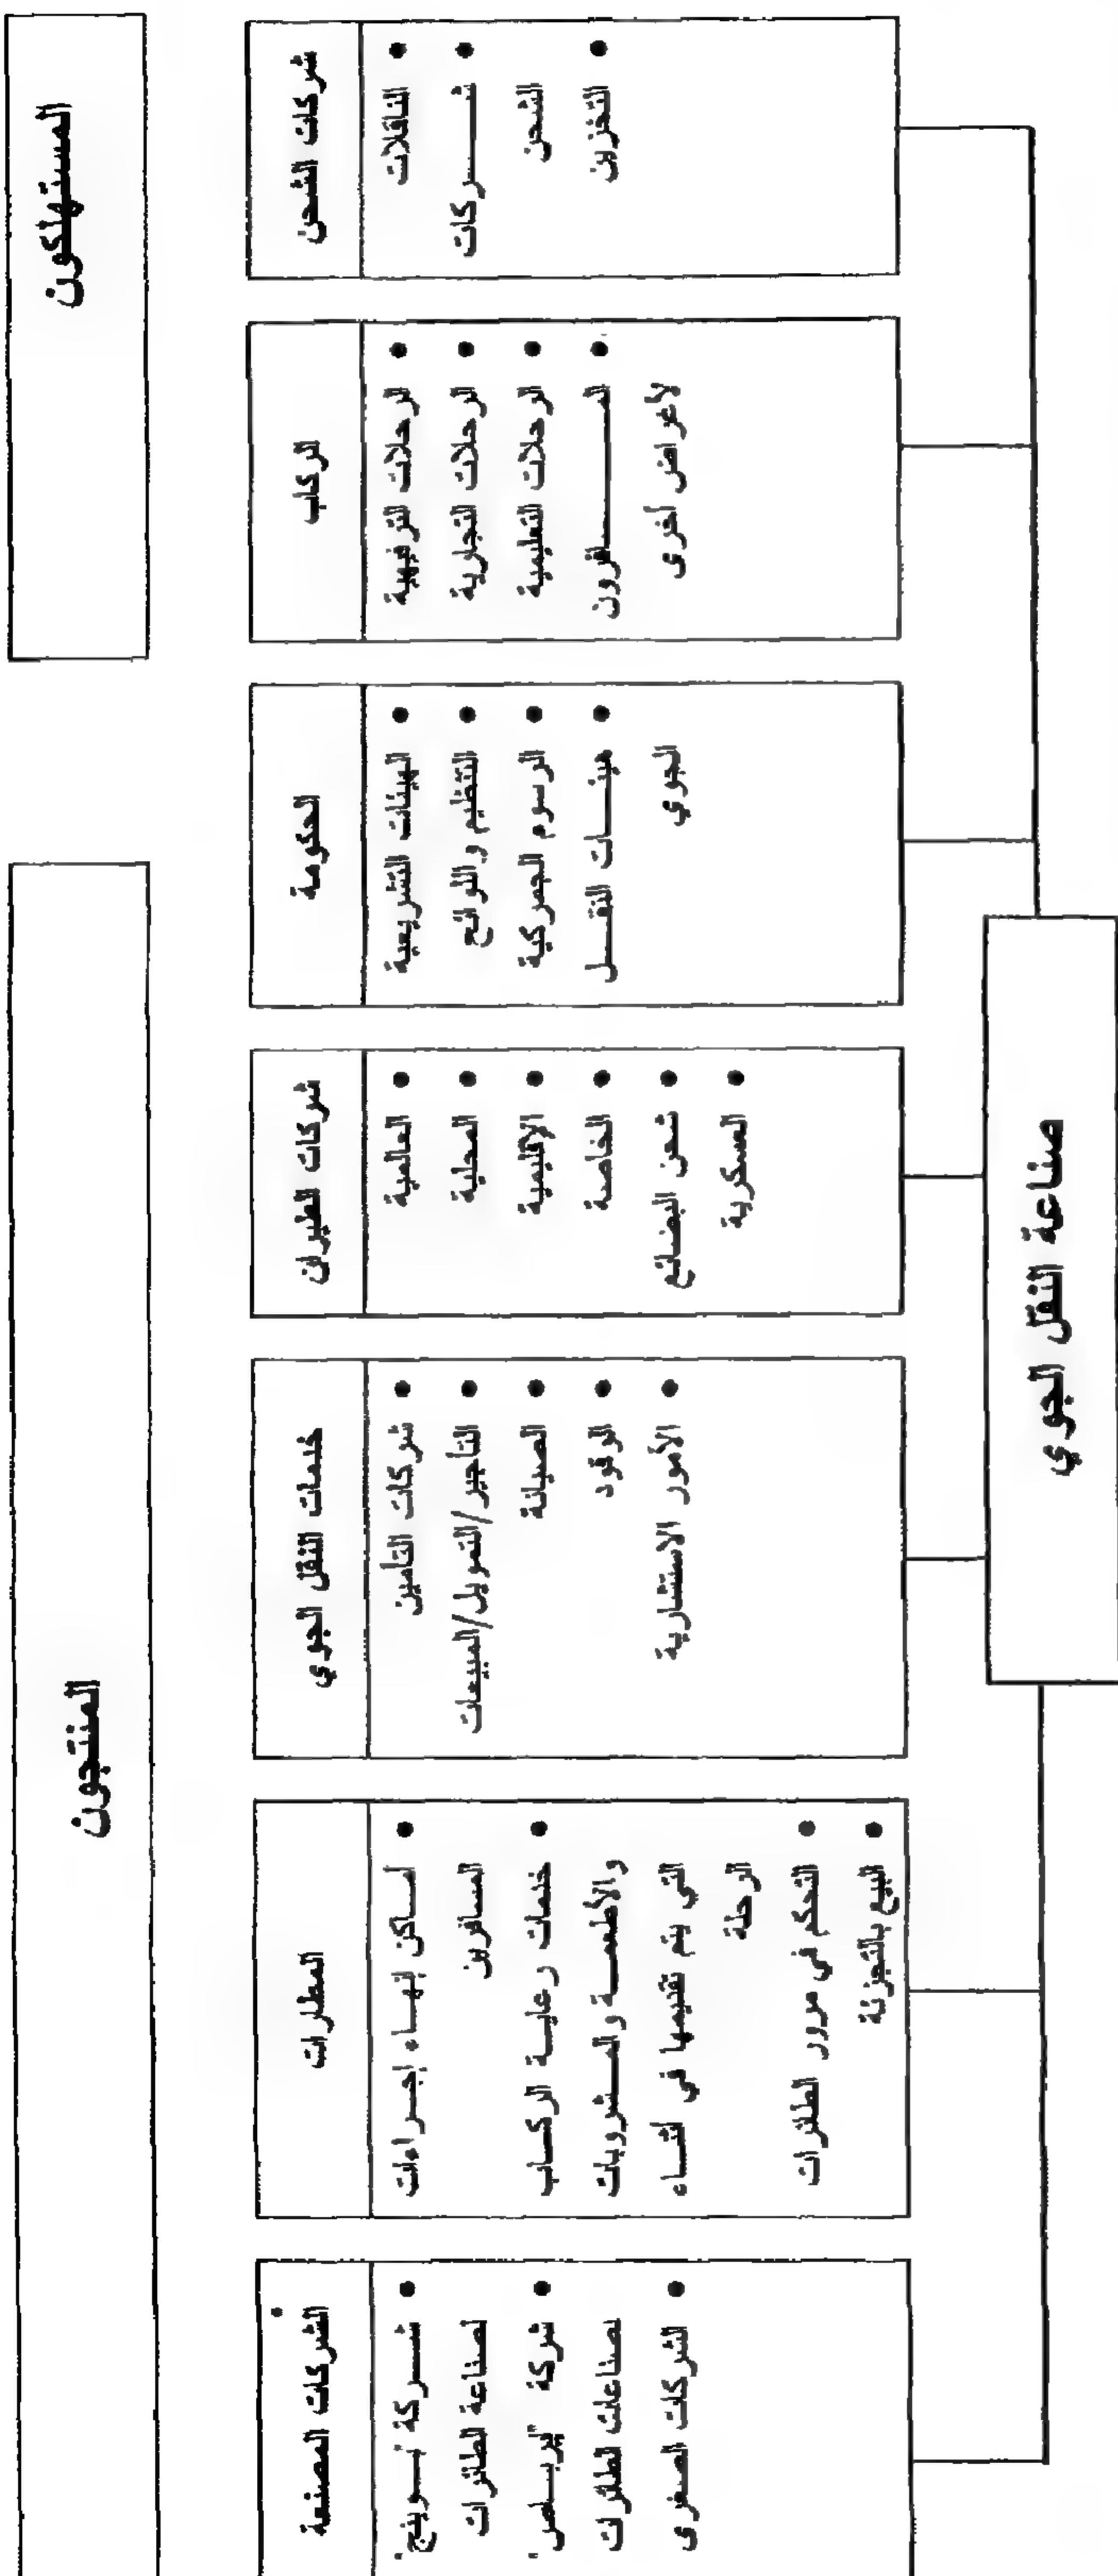 المستهلكون
المنتجون
شركات الشحن
• الناقلات
• شركات
الشحن
• التخزين
الركاب
• الرحلات الترفيهية
• الرحلات التجارية
• الرحلات التعليمية
• المسافرون
لأغراض أخرى
الحكومة
• الهيئات التشريعية
• التنظيم واللوائح
• الرسوم الجمركية
• هيئات النقل
الجوي
شركات الطيران
• العالمية
• المحلية
• الإقليمية
• الخاصة
• شحن البضائع
• العسكرية
خدمات النقل الجوي
• شركات التأمين
• التأجير/التمويل/المبيعات
• الصيانة
• الوقود
• الأمور الاستشارية
المطارات
• أماكن إنهاء إجراءات
المسافرين
• خدمات رعاية الركاب
والأطعمة والمشروبات
التي يتم تقديمها في أثناء
الرحلة
• التحكم في مرور الطائرات
• البيع بالتجزئة
الشركات المصنعة
• شركة "بوينج"
لصناعة الطائرات
• شركة "إيرباص"
لصناعات الطائرات
• الشركات الصغرى
صناعة النقل الجوي